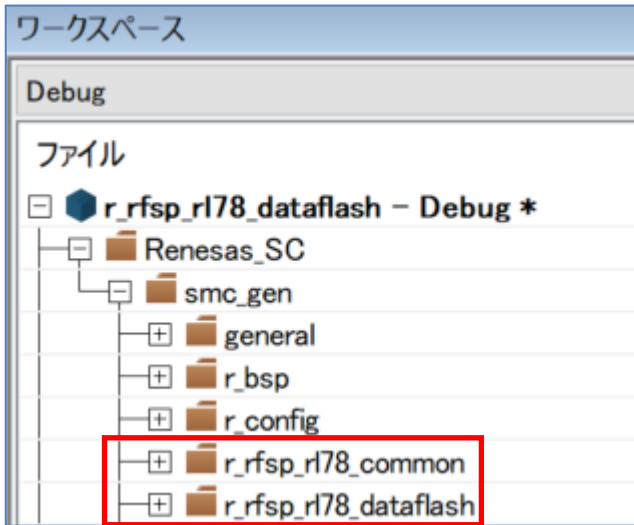 ワークスペース
Debug
ファイル
r_rfsp_rl78_dataflash – Debug *
Renesas_SC
smc_gen
general
r_bsp
r_config
r_rfsp_rl78_common
r_rfsp_rl78_dataflash